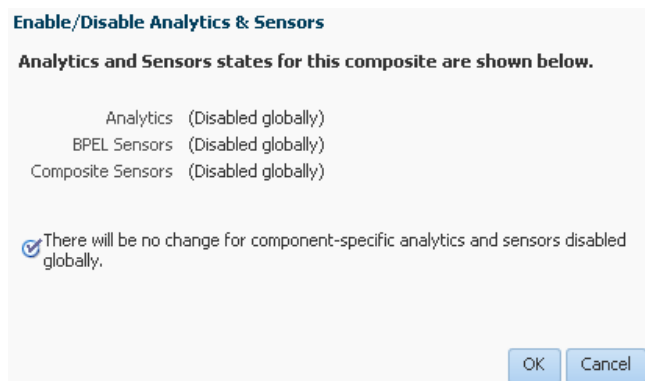 Enable/Disable Analytics & Sensors
Analytics and Sensors states for this composite are shown below.
Analytics (Disabled globally)
BPEL Sensors (Disabled globally)
Composite Sensors (Disabled globally)
There will be no change for component-specific analytics and sensors disabled
globally.
OK Cancel